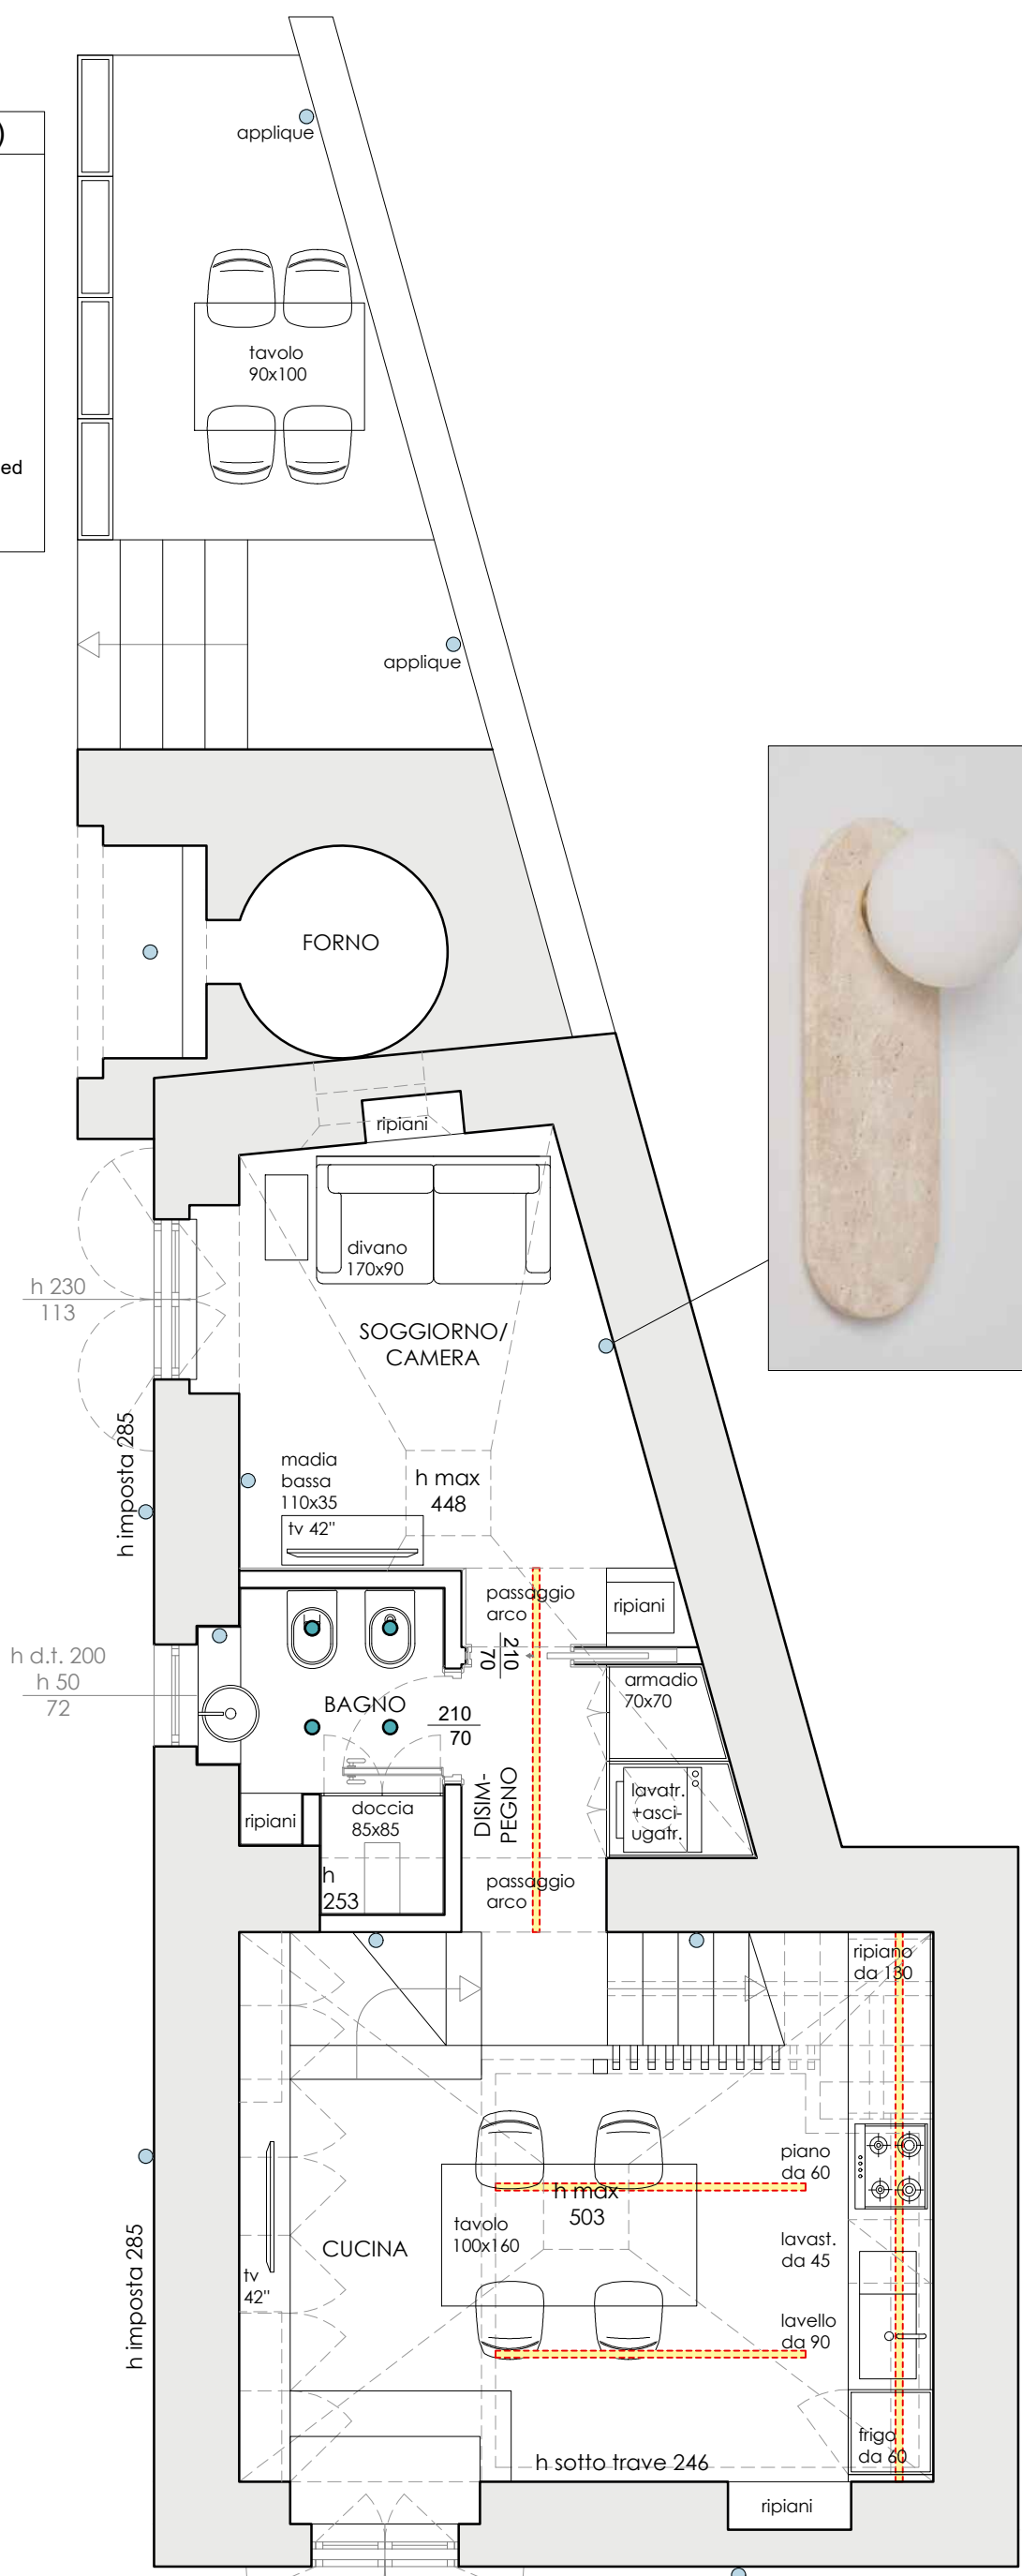 )
applique
tavolo
90x100
ed
applique
FORNO
ripiani
divano
170x90
h 230
113
SOGGIORNO/
CAMERA
h imposta 285
madia
bassa
110x35
tv 42"
h max
448
passaggio
arco
ripiani
210
70
h d.t. 200
h 50
72
BAGNO
210
70
armadio
70x70
DISIM-
PEGNO
lavatr.
+asci-
ugatr.
ripiani
doccia
85x85
h
253
passaggio
arco
ripiano
da 130
piano
da 60
h max
503
tavolo
100x160
CUCINA
lavast.
da 45
tv
42"
h imposta 285
lavello
da 90
frigo
da 60
h sotto trave 246
ripiani